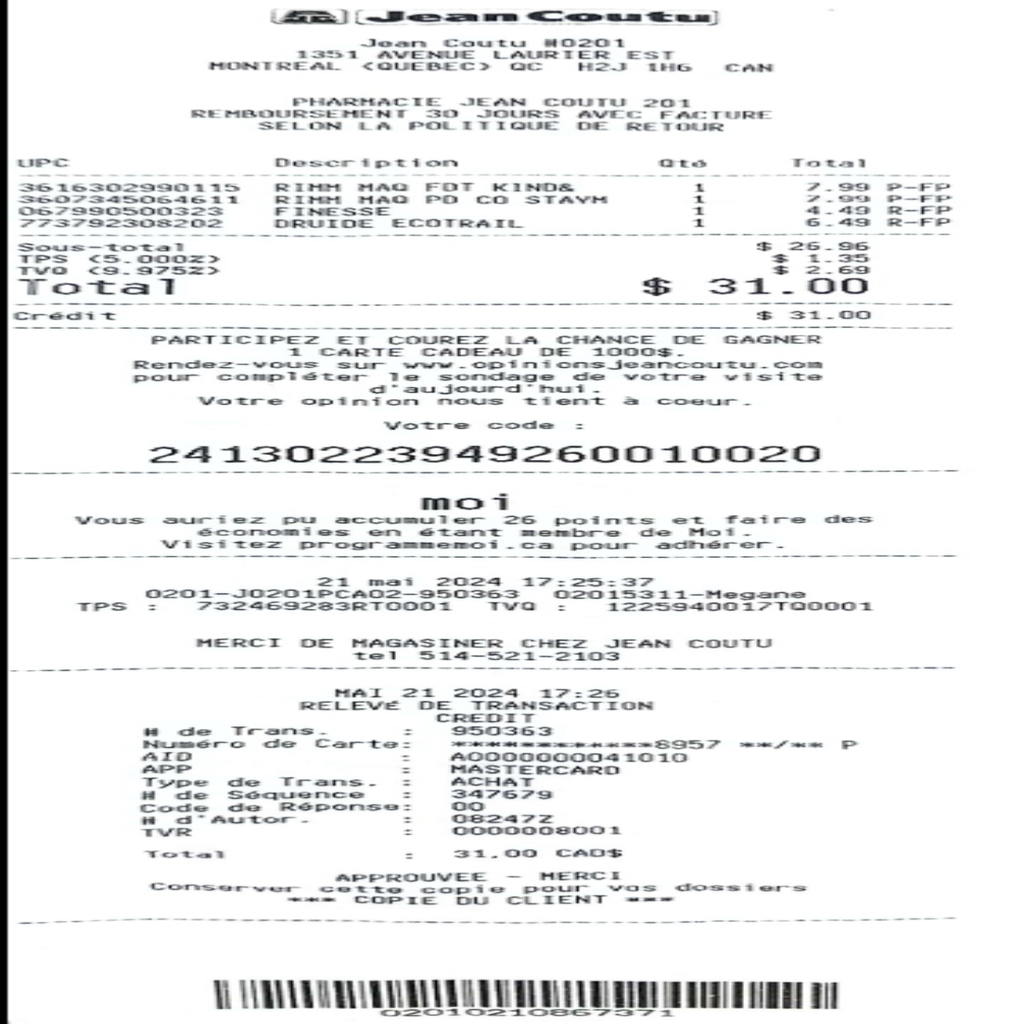 Jean Coutu
Jean Coutu #0201
1351 AVENUE LAURIER EST
MONTREAL (QUEBEC) QC H2J 1H6 CAN
PHARMACIE JEAN COUTU 201
REMBOURSEMENT 30 JOURS AVEC FACTURE
SELON LA POLITIQUE DE RETOUR
UPC Description Qté Total
3616302990115 RIMM MAQ FDT KIND& 1 7.99 P-FP
3607345064611 RIMM MAQ PD CO STAYM 1 7.99 P-FP
067990500323 FINESSE 1 4.49 R-FP
773792308202 DRUIDE ECOTRAIL 1 6.49 R-FP
Sous-total $ 26.96
TPS (5.000%) $ 1.35
TVQ (9.975%) $ 2.69
Total $ 31.00
Crédit $ 31.00
PARTICIPEZ ET COUREZ LA CHANCE DE GAGNER
1 CARTE CADEAU DE 1000$.
Rendez-vous sur www.opinionsjeancoutu.com
pour compléter le sondage de votre visite
d'aujourd'hui.
Votre opinion nous tient à coeur.
Votre code :
24130223949260010020
moi
Vous auriez pu accumuler 26 points et faire des
économies en étant membre de Moi.
Visitez programmemoi.ca pour adhérer.
21 mai 2024 17:25:37
0201-J0201PCA02-950363 02015311-Megane
TPS : 732469283RT0001 TVQ : 1225940017TQ0001
MERCI DE MAGASINER CHEZ JEAN COUTU
tel 514-521-2103
MAI 21 2024 17:26
RELEVÉ DE TRANSACTION
CREDIT
# de Trans. : 950363
Numéro de Carte: ************8957 **/** P
AID : A0000000041010
APP : MASTERCARD
Type de Trans. : ACHAT
# de Séquence : 347679
Code de Réponse: 00
# d'Autor. : 08247Z
TVR : 0000008001
Total : 31.00 CAD$
APPROUVEE - MERCI
Conserver cette copie pour vos dossiers
*** COPIE DU CLIENT ***
02010210867371